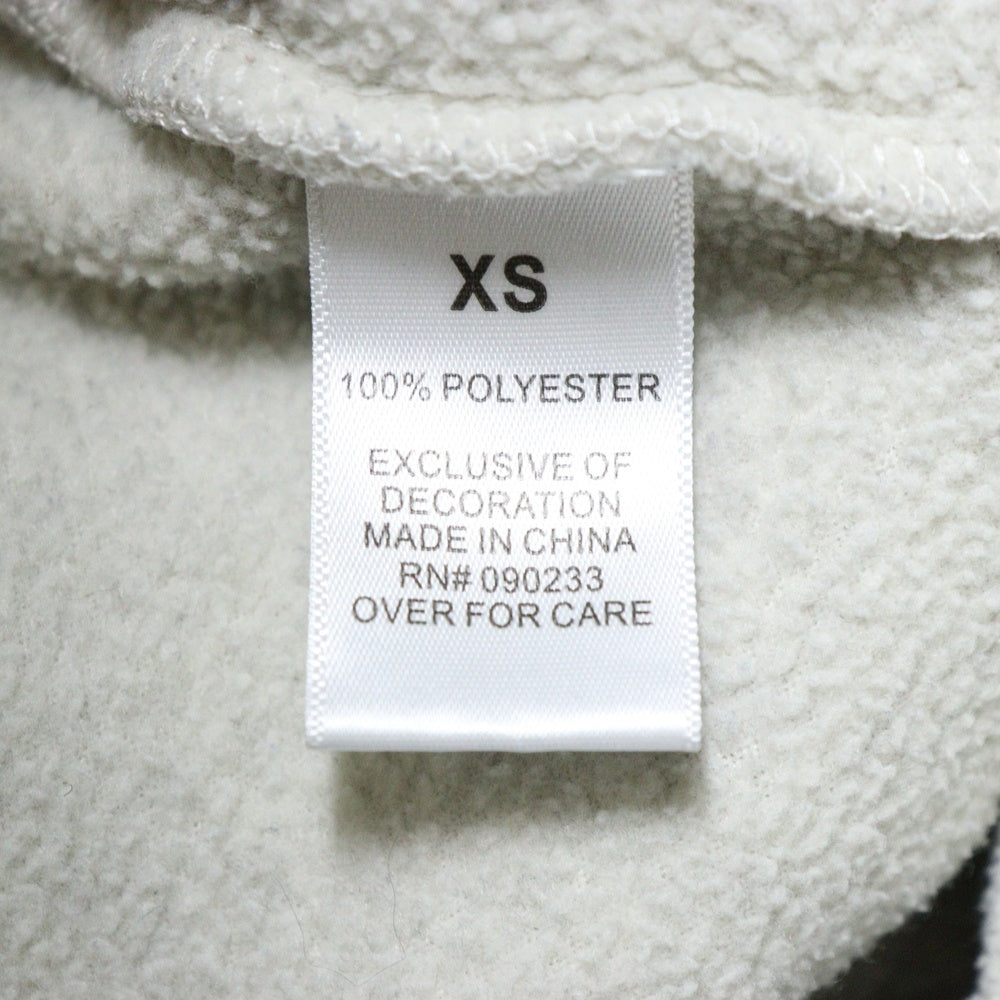 XS
100% POLYESTER
EXCLUSIVE OF
DECORATION
MADE IN CHINA
RN# 090233
OVER FOR CARE